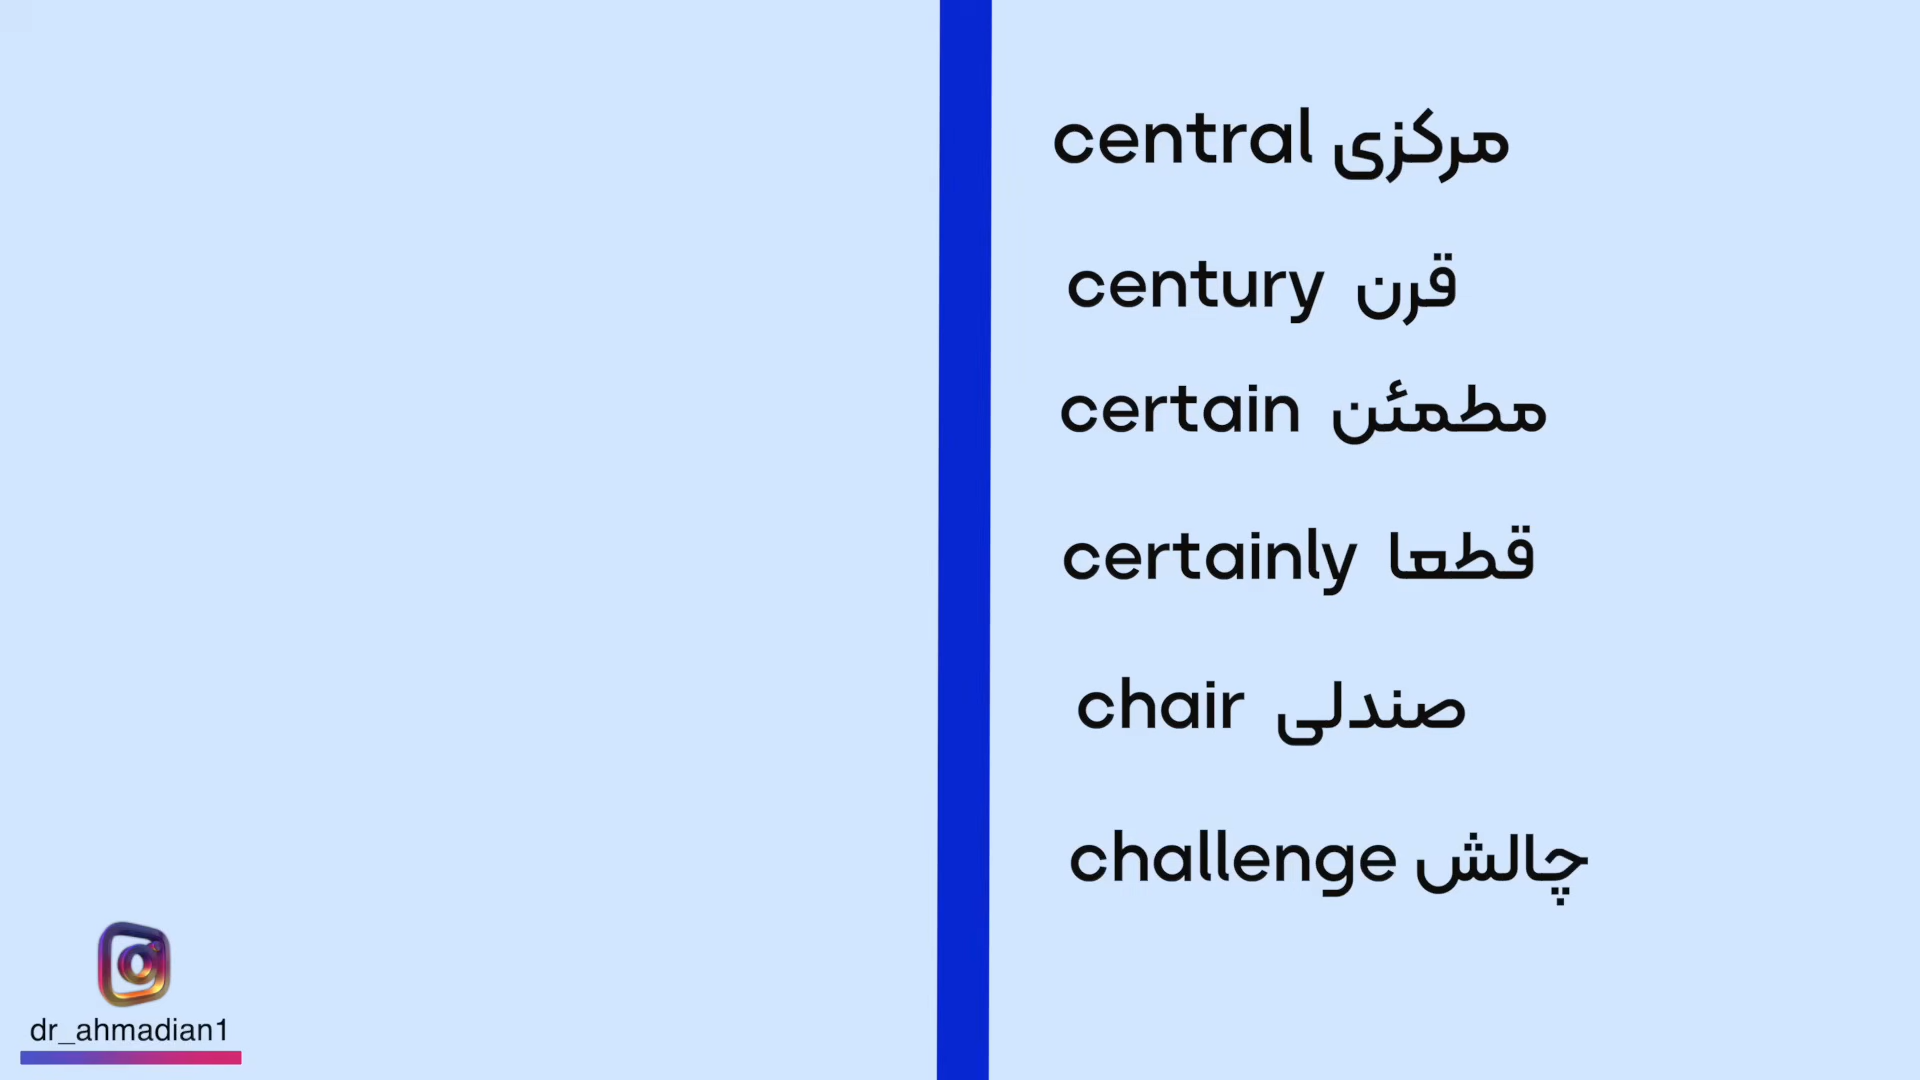 central مرکزی
century قرن
certain مطمئن
certainly قطعا
chair صندلی
challenge چالش
dr_ahmadian1